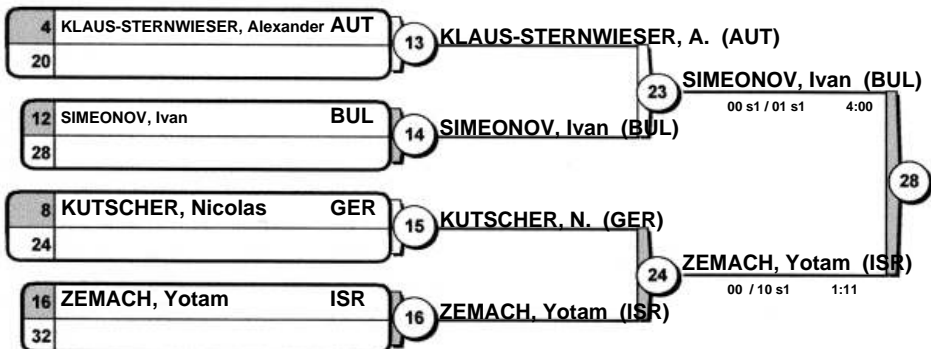 4 KLAUS-STERNWIESER, Alexander AUT
20
13 KLAUS-STERNWIESER, A. (AUT)
23 SIMEONOV, Ivan (BUL)
00 s1 / 01 s1 4:00
12 SIMEONOV, Ivan BUL
28
14 SIMEONOV, Ivan (BUL)
28
8 KUTSCHER, Nicolas GER
24
15 KUTSCHER, N. (GER)
24 ZEMACH, Yotam (ISR)
00 / 10 s1 1:11
16 ZEMACH, Yotam ISR
32
16 ZEMACH, Yotam (ISR)